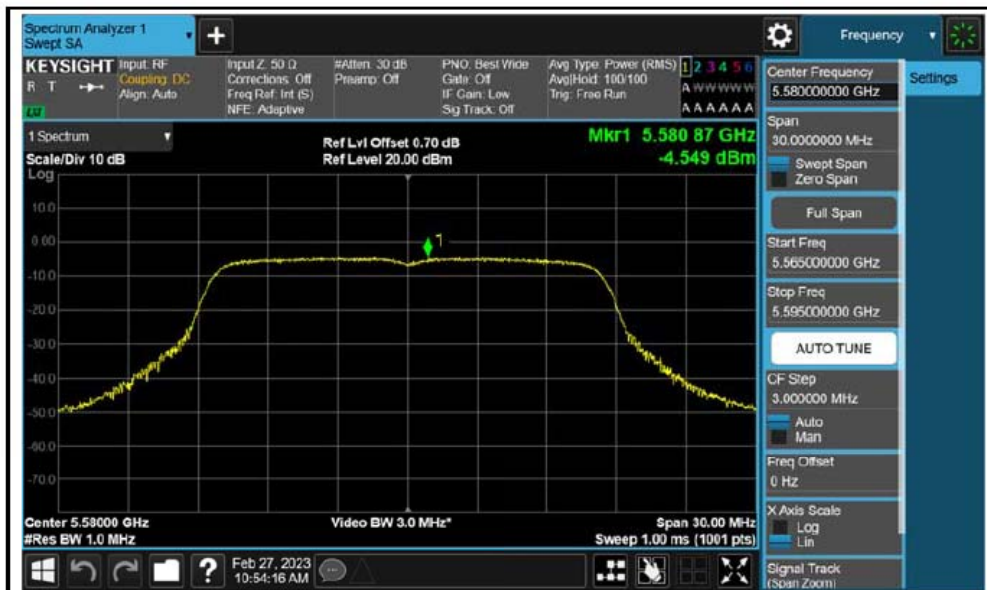 Spectrum Analyzer 1
Swept SA
Frequency
KEYSIGHT
R T
Input: RF
Coupling: DC
Align: Auto
Input Z: 50 Ω
Corrections: Off
Freq Ref: Int (S)
NFE: Adaptive
#Atten: 30 dB
Preamp: Off
PNO: Best Wide
Gate: Off
IF Gain: Low
Sig Track: Off
Avg Type: Power (RMS)
Avg|Hold: 100/100
Trig: Free Run
1 2 3 4 5 6
A W W W W W
A A A A A A
1 Spectrum
Scale/Div 10 dB
Log
Ref Lvl Offset 0.70 dB
Ref Level 20.00 dBm
Mkr1 5.580 87 GHz
-4.549 dBm
10.0
0.00
-10.0
-20.0
-30.0
-40.0
-50.0
-60.0
-70.0
1
Center 5.58000 GHz
#Res BW 1.0 MHz
Video BW 3.0 MHz*
Span 30.00 MHz
Sweep 1.00 ms (1001 pts)
Feb 27, 2023
10:54:16 AM
Center Frequency
5.580000000 GHz
Settings
Span
30.0000000 MHz
Swept Span
Zero Span
Full Span
Start Freq
5.565000000 GHz
Stop Freq
5.595000000 GHz
AUTO TUNE
CF Step
3.000000 MHz
Auto
Man
Freq Offset
0 Hz
X Axis Scale
Log
Lin
Signal Track
(Span Zoom)